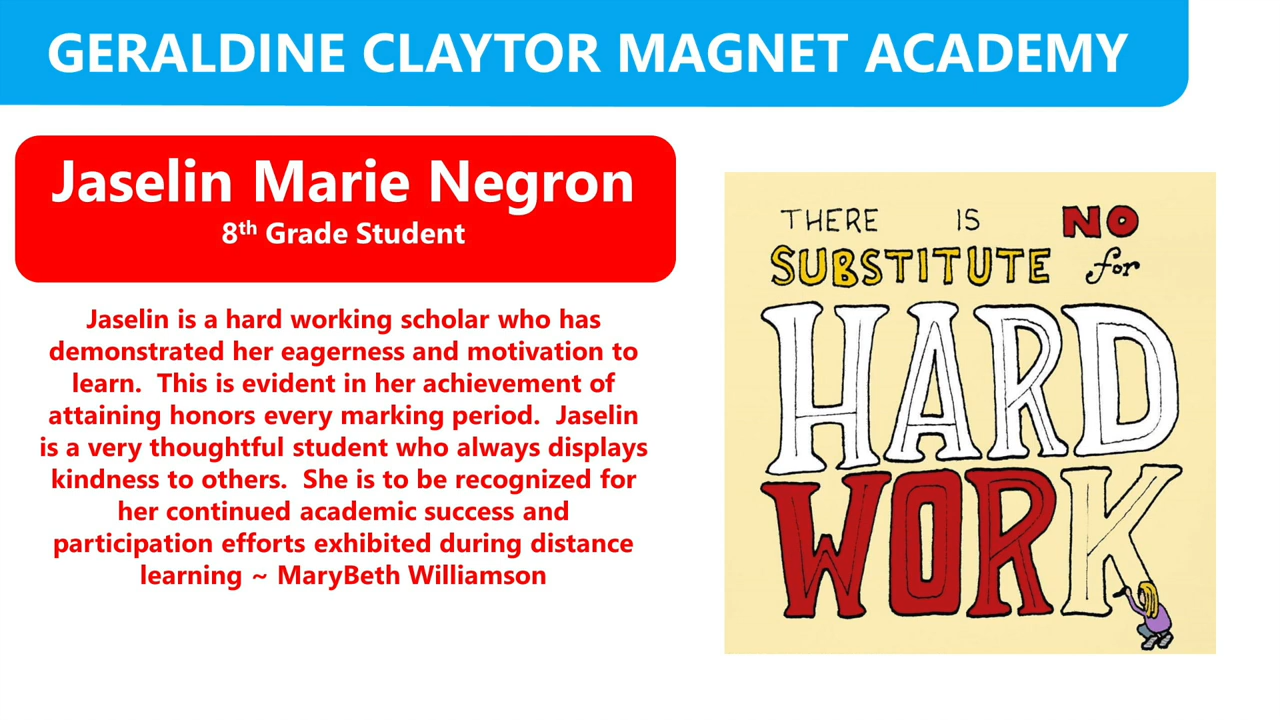 GERALDINE CLAYTOR MAGNET ACADEMY
Jaselin Marie Negron
8th Grade Student
Jaselin is a hard working scholar who has
demonstrated her eagerness and motivation to
learn.  This is evident in her achievement of
attaining honors every marking period.  Jaselin
is a very thoughtful student who always displays
kindness to others.  She is to be recognized for
her continued academic success and
participation efforts exhibited during distance
learning ~ MaryBeth Williamson
THERE IS NO
SUBSTITUTE for
HARD
WORK